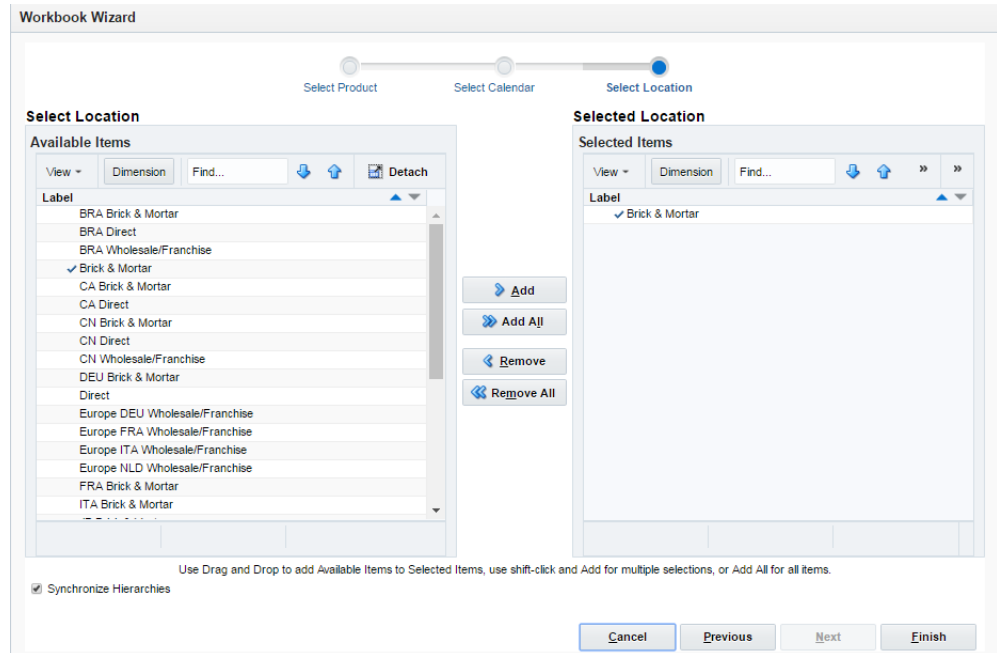 Workbook Wizard
Select Product
Select Calendar
Select Location
Select Location
Available Items
View
Dimension
Find...
Detach
Label
BRA Brick & Mortar
BRA Direct
BRA Wholesale/Franchise
Brick & Mortar
CA Brick & Mortar
CA Direct
CN Brick & Mortar
CN Direct
CN Wholesale/Franchise
DEU Brick & Mortar
Direct
Europe DEU Wholesale/Franchise
Europe FRA Wholesale/Franchise
Europe ITA Wholesale/Franchise
Europe NLD Wholesale/Franchise
FRA Brick & Mortar
ITA Brick & Mortar
Add
Add All
Remove
Remove All
Selected Location
Selected Items
View
Dimension
Find...
»
»
Label
Brick & Mortar
Use Drag and Drop to add Available Items to Selected Items, use shift-click and Add for multiple selections, or Add All for all items.
Synchronize Hierarchies
Cancel
Previous
Next
Finish